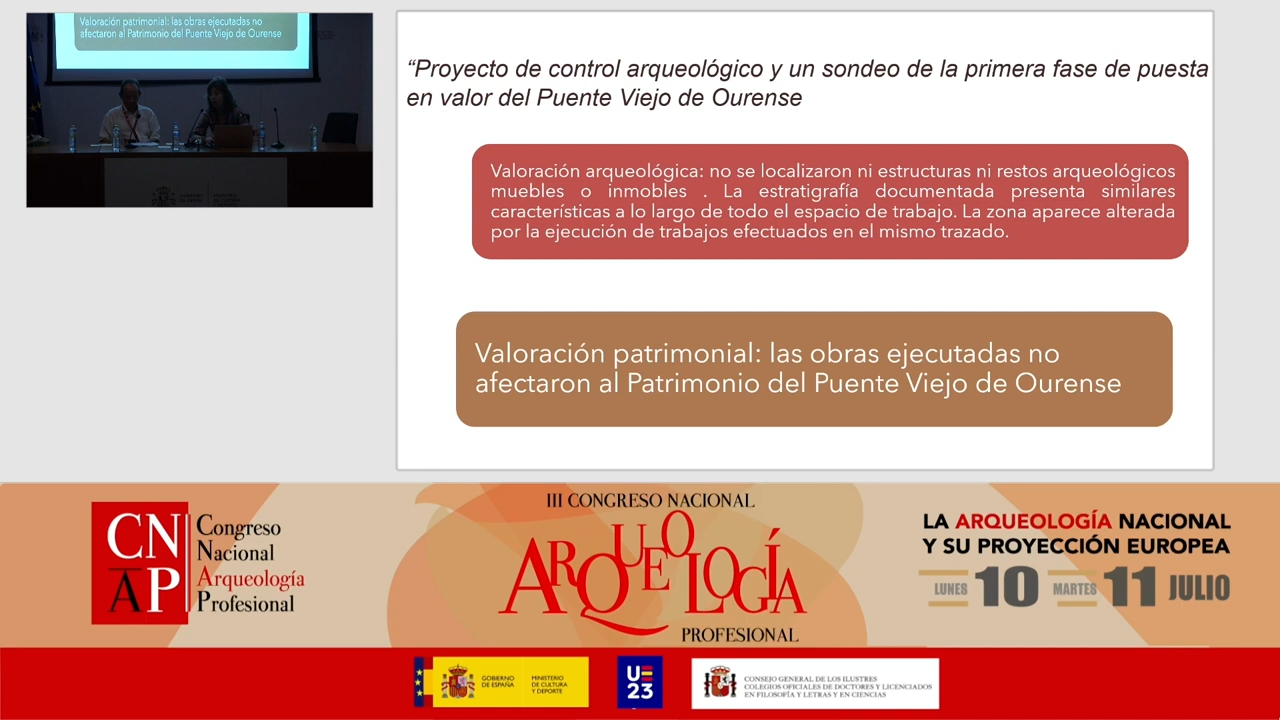 Valoración patrimonial: las obras ejecutadas no
afectaron al Patrimonio del Puente Viejo de Ourense
“Proyecto de control arqueológico y un sondeo de la primera fase de puesta
en valor del Puente Viejo de Ourense
Valoración arqueológica: no se localizaron ni estructuras ni restos arqueológicos
muebles o inmobles . La estratigrafía documentada presenta similares
características a lo largo de todo el espacio de trabajo. La zona aparece alterada
por la ejecución de trabajos efectuados en el mismo trazado.
Valoración patrimonial: las obras ejecutadas no
afectaron al Patrimonio del Puente Viejo de Ourense
CN
AP
Congreso
Nacional
Arqueología
Profesional
III CONGRESO NACIONAL
ARQUEOLOGÍA
PROFESIONAL
LA ARQUEOLOGÍA NACIONAL
Y SU PROYECCIÓN EUROPEA
LUNES 10 MARTES 11 JULIO
GOBIERNO
DE ESPAÑA
MINISTERIO
DE CULTURA
Y DEPORTE
UE
23
CONSEJO GENERAL DE LOS ILUSTRES
COLEGIOS OFICIALES DE DOCTORES Y LICENCIADOS
EN FILOSOFÍA Y LETRAS Y EN CIENCIAS